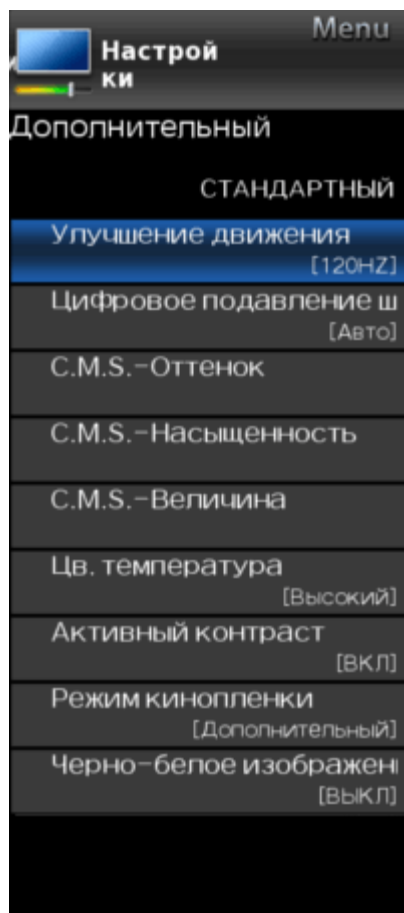 Menu
Настрой
ки
Дополнительный
СТАНДАРТНЫЙ
Улучшение движения
[120HZ]
Цифровое подавление ш
[Авто]
C.M.S.-Оттенок
C.M.S.-Насыщенность
C.M.S.-Величина
Цв. температура
[Высокий]
Активный контраст
[ВКЛ]
Режим кинопленки
[Дополнительный]
Черно-белое изображен
[ВЫКЛ]